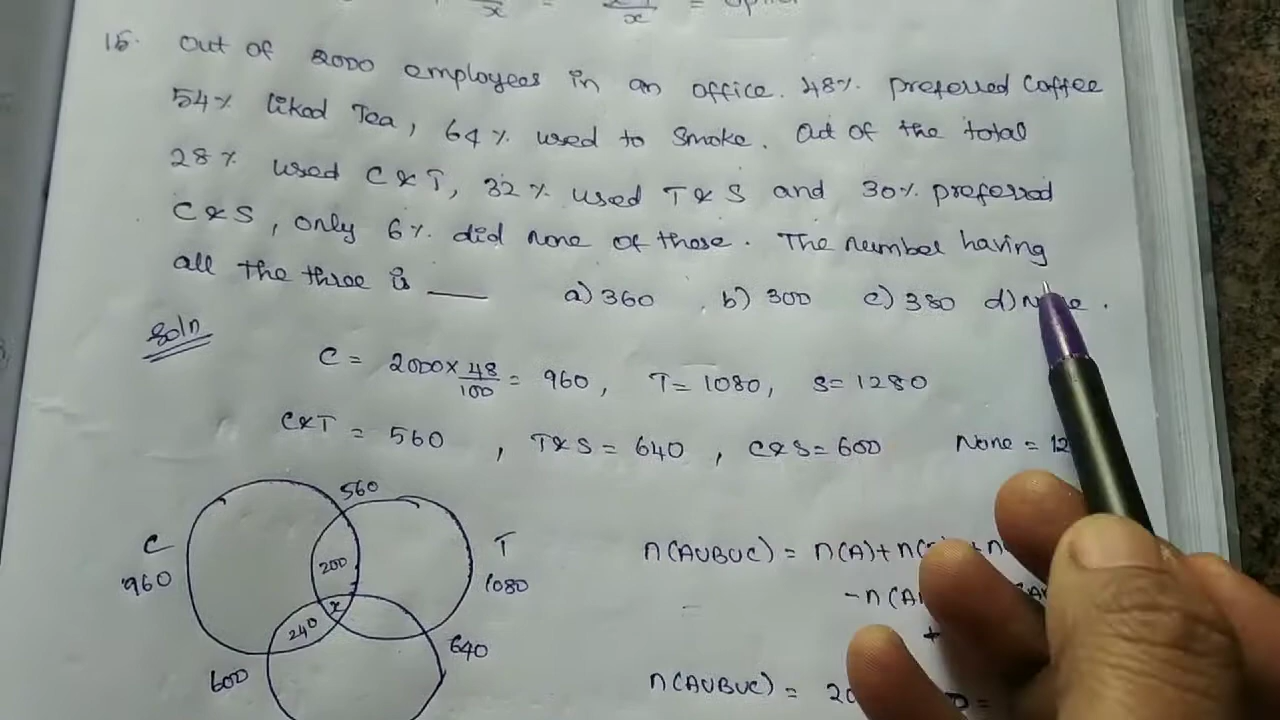 15. Out of 2000 employees in an office. 48% preferred Coffee
54% liked Tea, 64% used to smoke. Out of the total
28% used C&T, 32% used T&S and 30% preferred
C&S, only 6% did none of these. The number having
all the three is ___ a) 360 b) 300 c) 380 d) None.
Soln
C = 2000 × 48/100 = 960, T = 1080, S = 1280
C&T = 560, T&S = 640, C&S = 600 None = 12
560
C T
200
960 1080
x
240
640
600
n(AUBUC) = n(A) + n( + n
-n(A
+
n(AUBUC) = 20 =